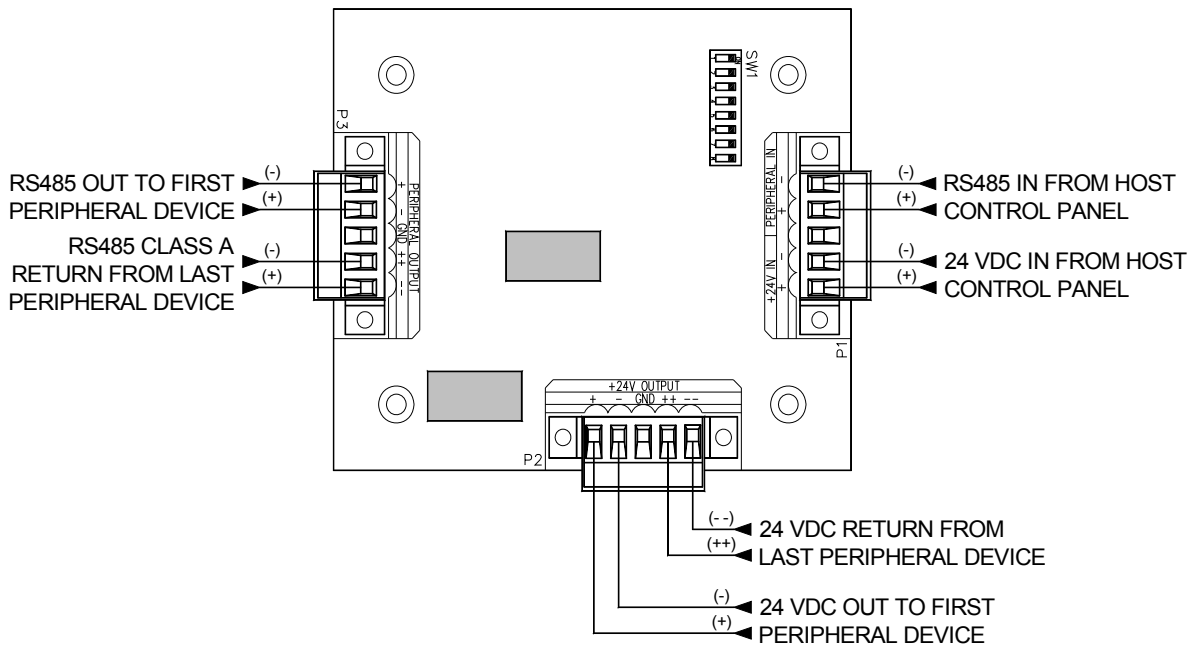 SW1
P3
RS485 OUT TO FIRST
PERIPHERAL DEVICE
(-)
(+)
RS485 CLASS A
RETURN FROM LAST
PERIPHERAL DEVICE
(-)
(+)
+ - GND ++ --
PERIPHERAL OUTPUT
PERIPHERAL IN
- +
+24V IN
- +
(-)
(+)
RS485 IN FROM HOST
CONTROL PANEL
(-)
(+)
24 VDC IN FROM HOST
CONTROL PANEL
P1
+24V OUTPUT
+ - GND ++ --
P2
(--)
(++)
24 VDC RETURN FROM
LAST PERIPHERAL DEVICE
(-)
(+)
24 VDC OUT TO FIRST
PERIPHERAL DEVICE